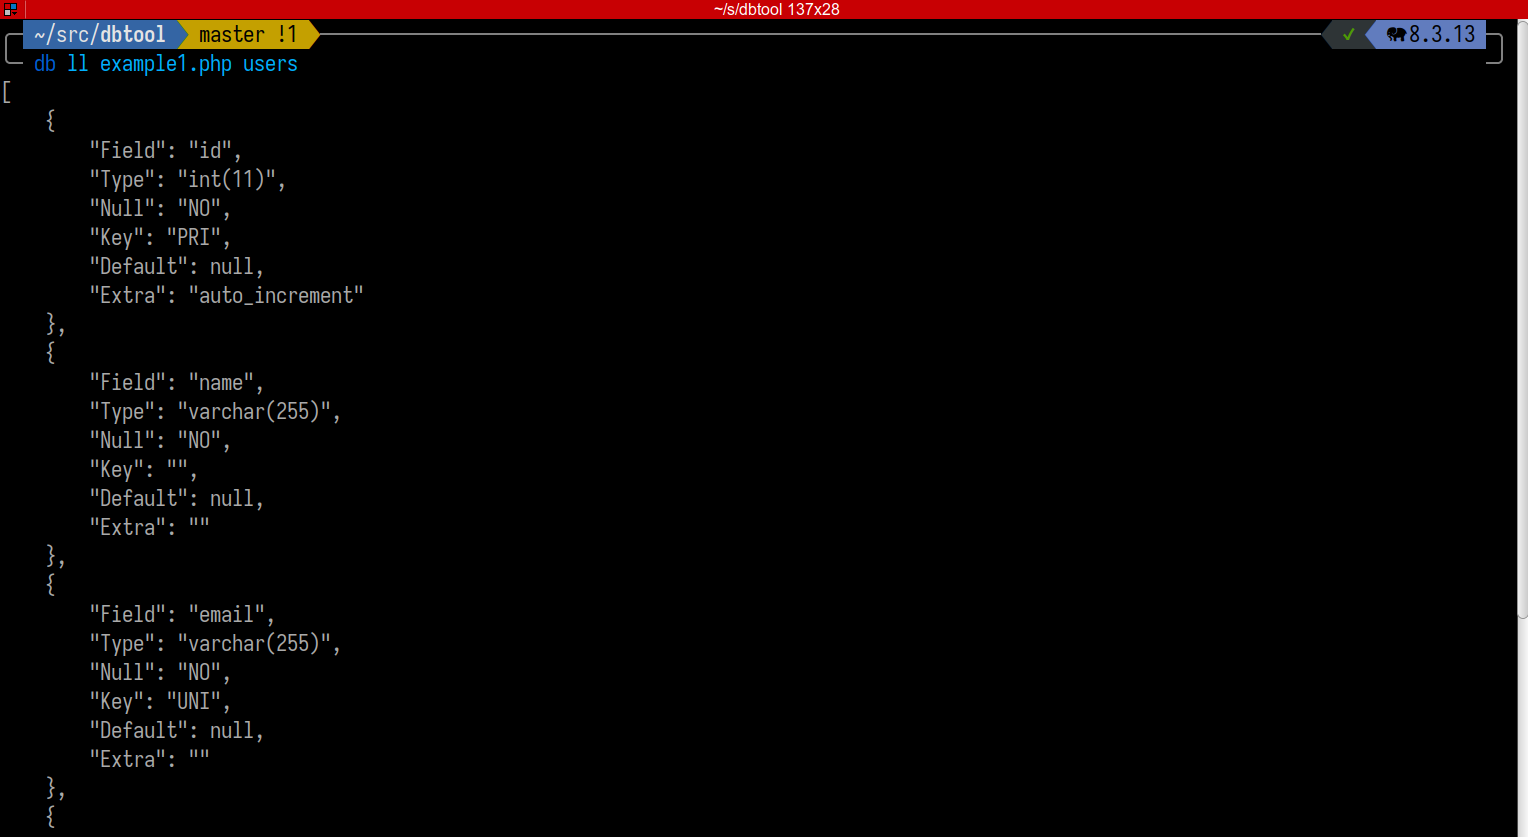 ~/s/dbtool 137x28
~/src/dbtool master !1 ✓ 8.3.13
db ll example1.php users
[
    {
        "Field": "id",
        "Type": "int(11)",
        "Null": "NO",
        "Key": "PRI",
        "Default": null,
        "Extra": "auto_increment"
    },
    {
        "Field": "name",
        "Type": "varchar(255)",
        "Null": "NO",
        "Key": "",
        "Default": null,
        "Extra": ""
    },
    {
        "Field": "email",
        "Type": "varchar(255)",
        "Null": "NO",
        "Key": "UNI",
        "Default": null,
        "Extra": ""
    },
    {